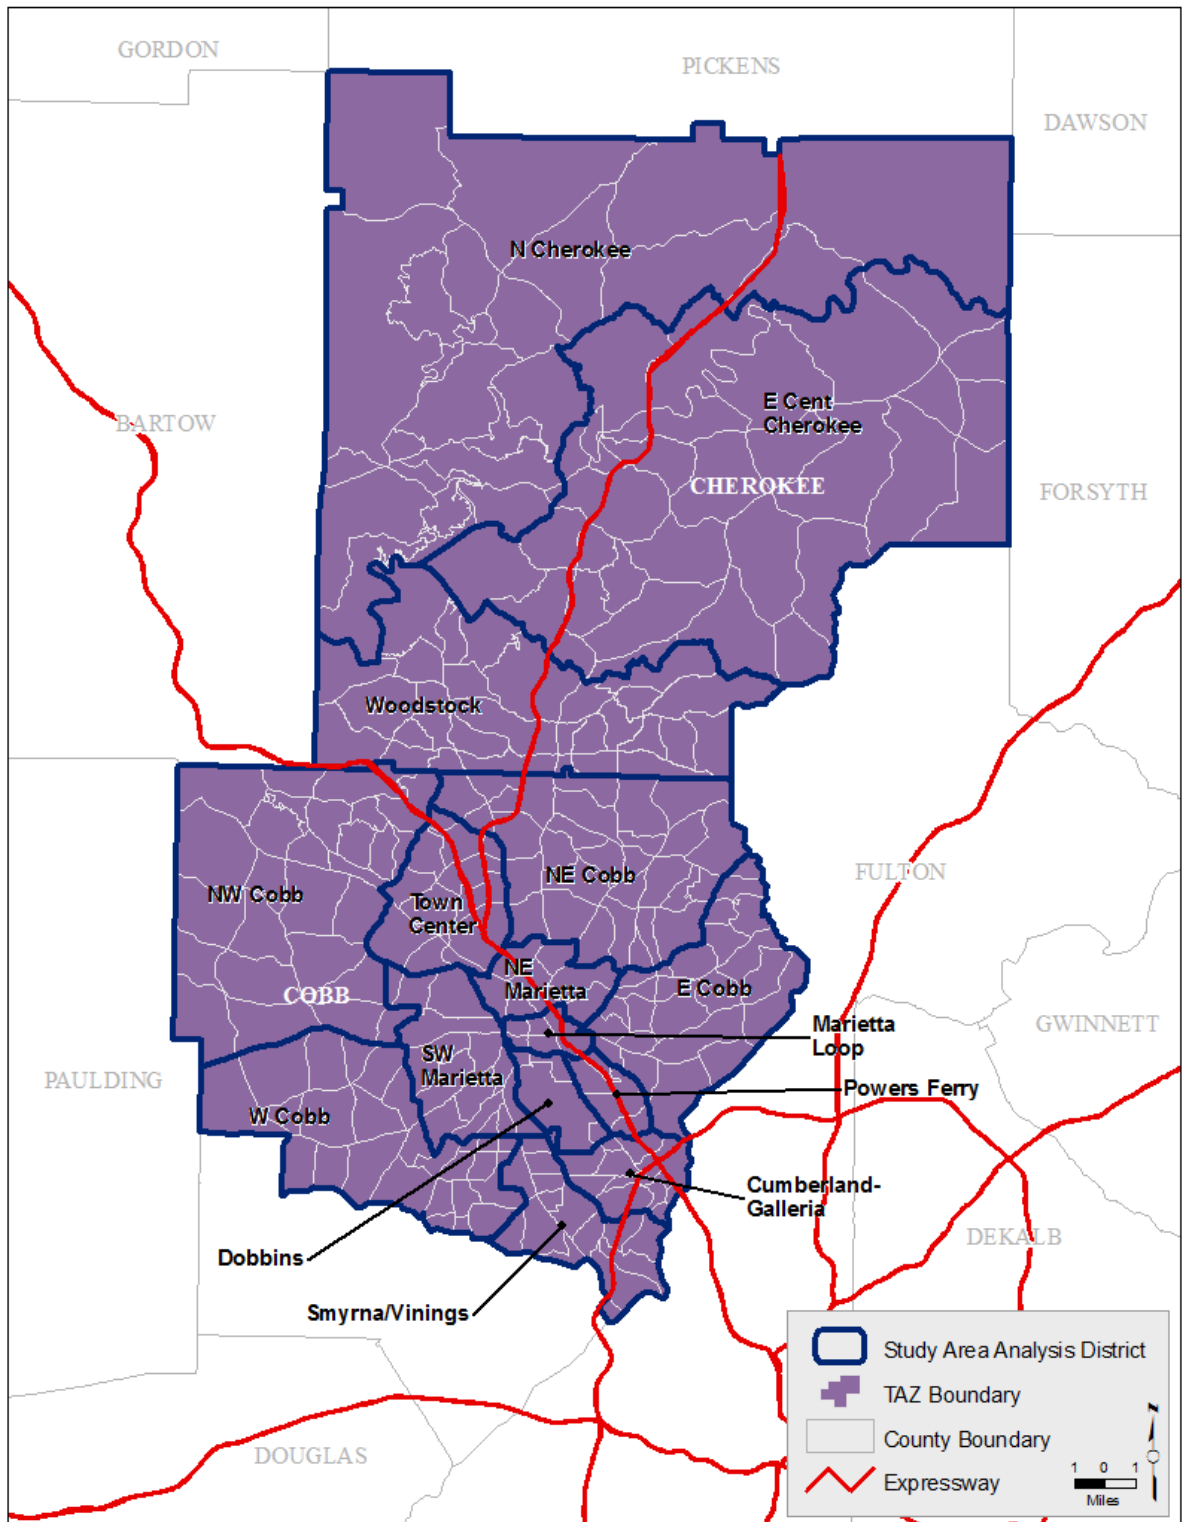 GORDON
PICKENS
DAWSON
N Cherokee
E Cent
Cherokee
BARTOW
CHEROKEE
FORSYTH
Woodstock
NW Cobb
Town
Center
NE Cobb
FULTON
NE
Marietta
E Cobb
COBB
Marietta
Loop
GWINNETT
SW
Marietta
PAULDING
Powers Ferry
W Cobb
Cumberland-
Galleria
DEKALB
Dobbins
Smyrna/Vinings
DOUGLAS
Study Area Analysis District
TAZ Boundary
County Boundary
Expressway
N
1 0 1
Miles